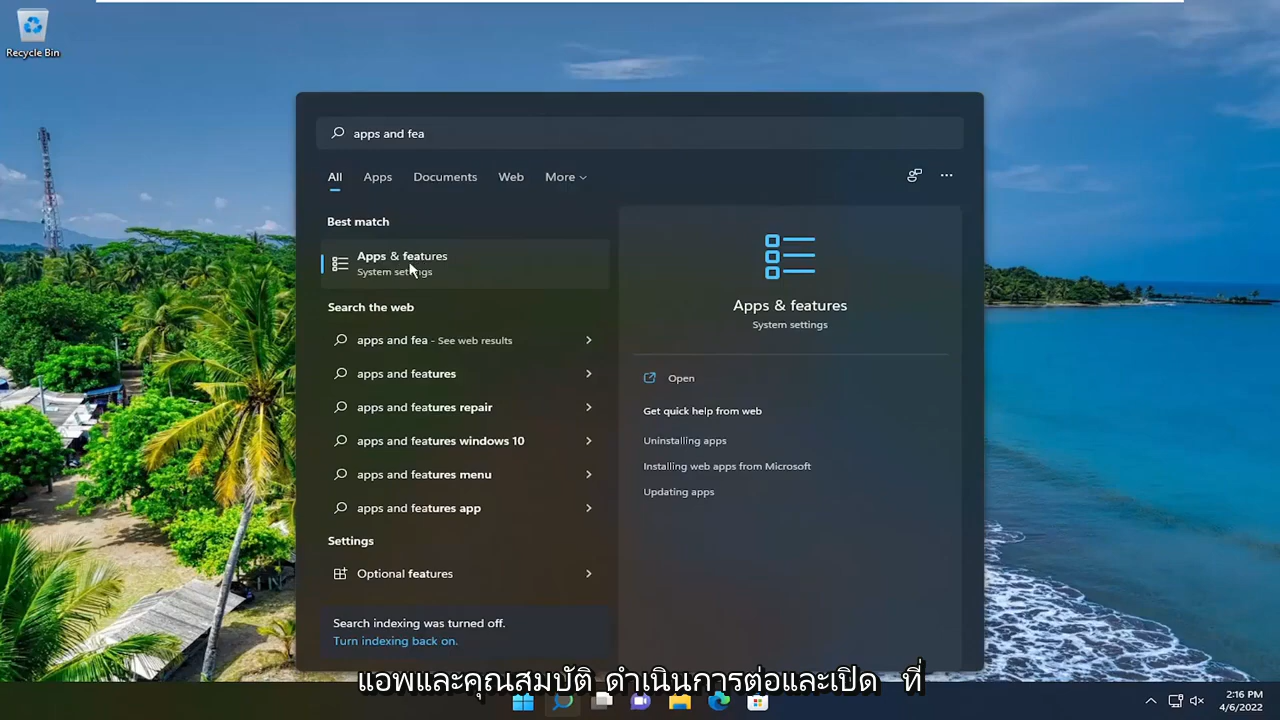 Recycle Bin
apps and fea
All Apps Documents Web More
Best match
Apps & features
System settings
Search the web
apps and fea - See web results
apps and features
apps and features repair
apps and features windows 10
apps and features menu
apps and features app
Settings
Optional features
Search indexing was turned off.
Turn indexing back on.
Apps & features
System settings
Open
Get quick help from web
Uninstalling apps
Installing web apps from Microsoft
Updating apps
แอพและคุณสมบัติ ดำเนินการต่อและเปิด ที่
2:16 PM
4/6/2022